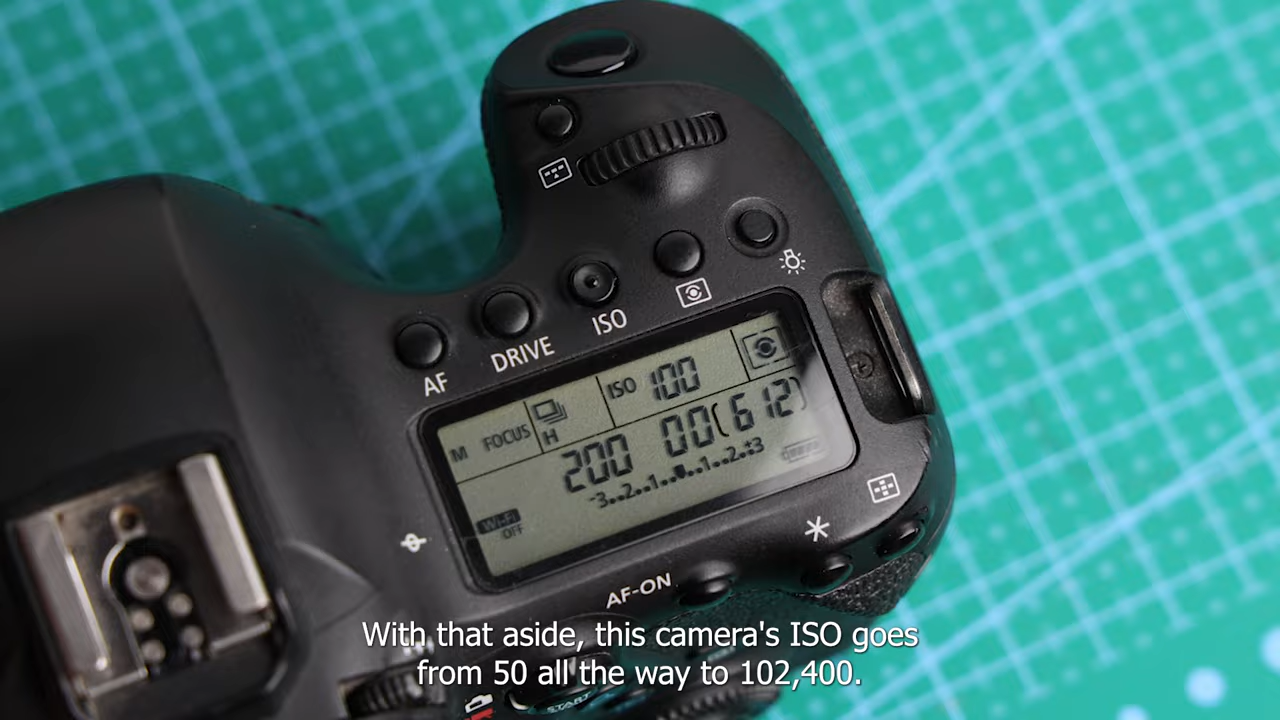 AF
DRIVE
ISO
M
FOCUS
H
ISO 100
200 00(612)
-3..2..1..▮..1..2.+3
Wi-Fi
OFF
AF-ON
START
With that aside, this camera's ISO goes
from 50 all the way to 102,400.